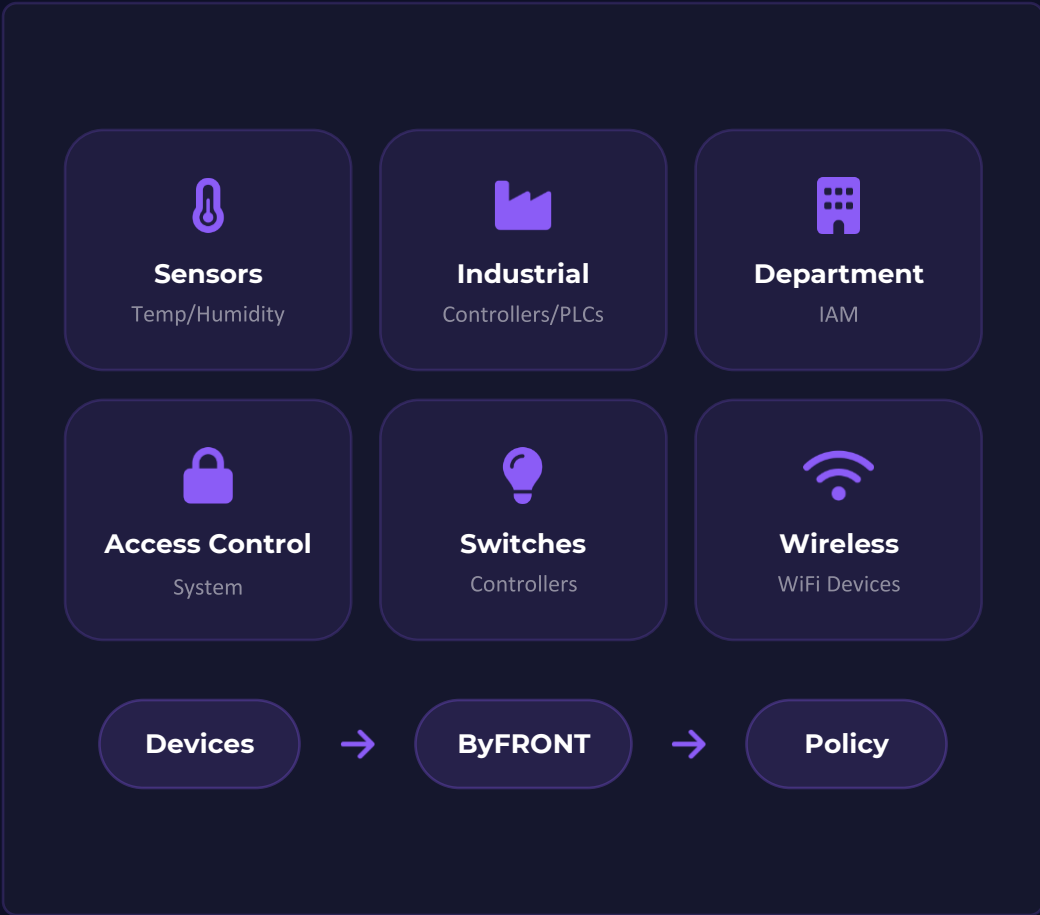 Sensors
Temp/Humidity
Industrial
Controllers/PLCs
Department
IAM
Access Control
System
Switches
Controllers
Wireless
WiFi Devices
Devices
ByFRONT
Policy